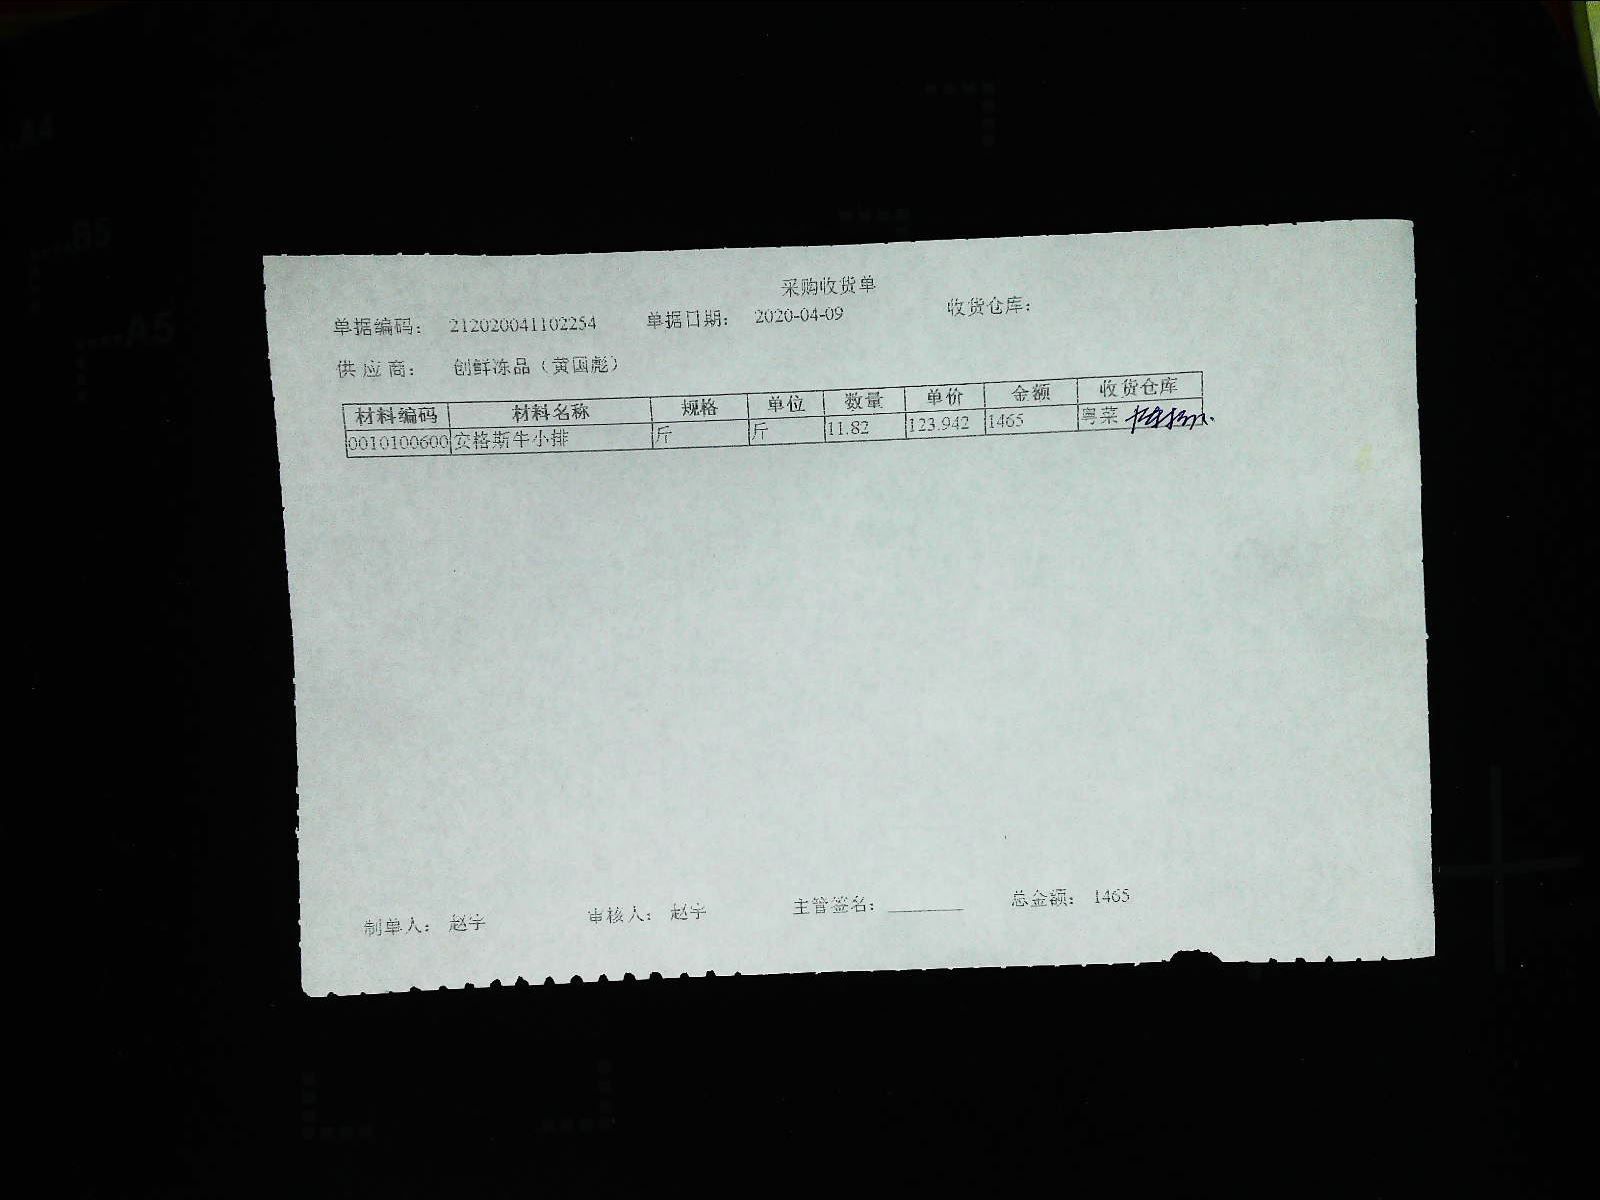 采购收货单
单据编码： 212020041102254 单据日期： 2020-04-09 收货仓库：
供 应 商： 创鲜冻品（黄国彪）
材料编码 材料名称 规格 单位 数量 单价 金额 收货仓库
0010100600 安格斯牛小排 斤 斤 11.82 123.942 1465 粤菜
制单人： 赵宇 审核人： 赵宇 主管签名： 总金额： 1465
A4
B5
A5